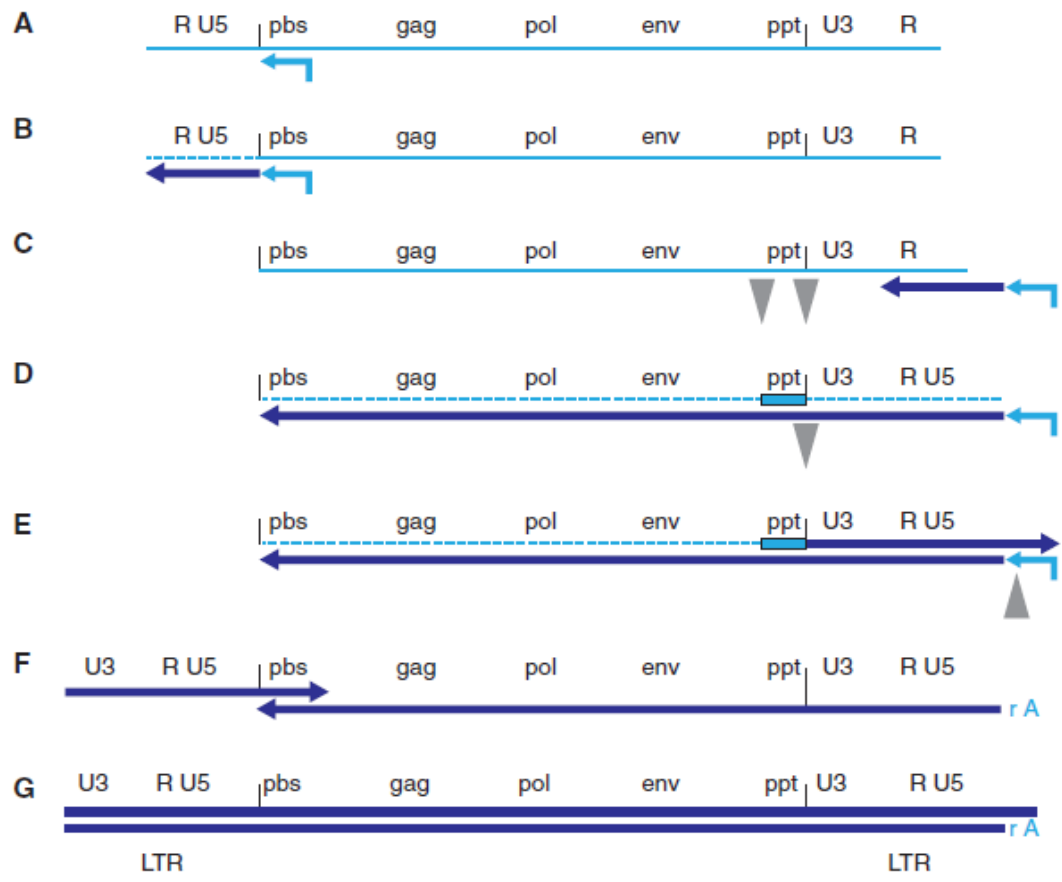 A R U5 pbs gag pol env ppt U3 R
B R U5 pbs gag pol env ppt U3 R
C pbs gag pol env ppt U3 R
D pbs gag pol env ppt U3 R U5
E pbs gag pol env ppt U3 R U5
F U3 R U5 pbs gag pol env ppt U3 R U5
r A
G U3 R U5 pbs gag pol env ppt U3 R U5
r A
LTR LTR